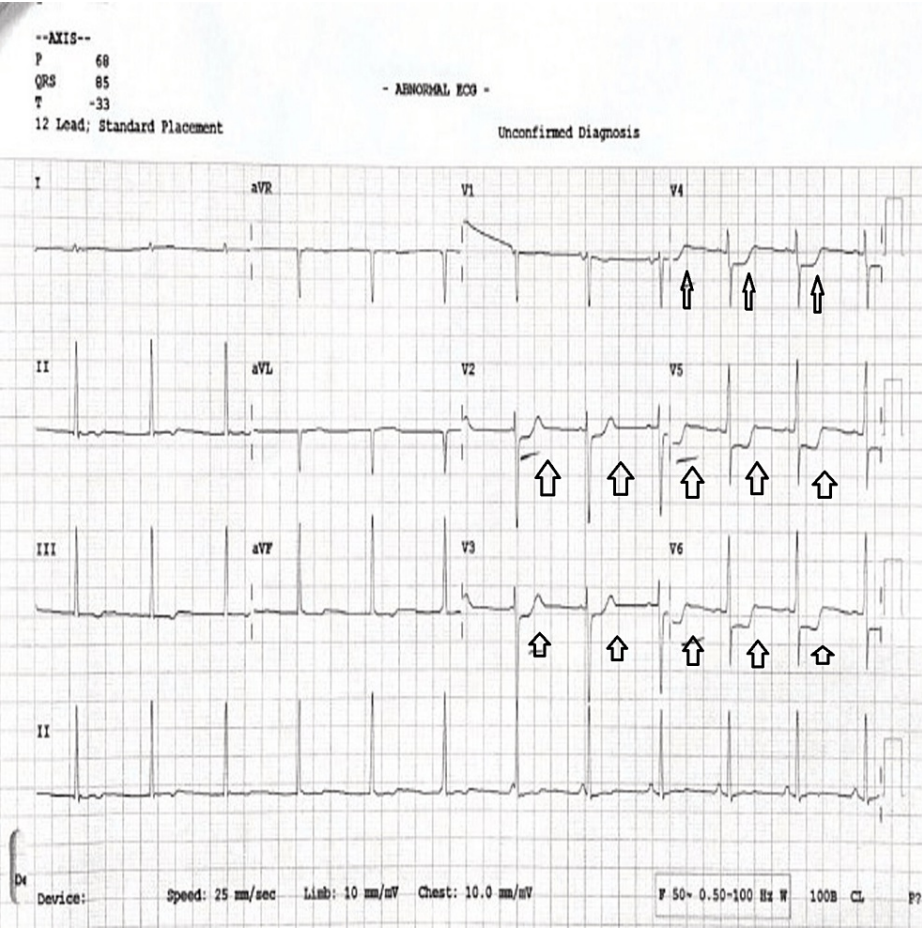 --AXIS--
P 68
QRS 85
T -33
12 Lead; Standard Placement
- ABNORMAL ECG -
Unconfirmed Diagnosis
I aVR V1 V4
II aVL V2 V5
III aVF V3 V6
II
Device: Speed: 25 mm/sec Limb: 10 mm/mV Chest: 10.0 mm/mV F 50~ 0.50-100 Hz W 100B CL P?